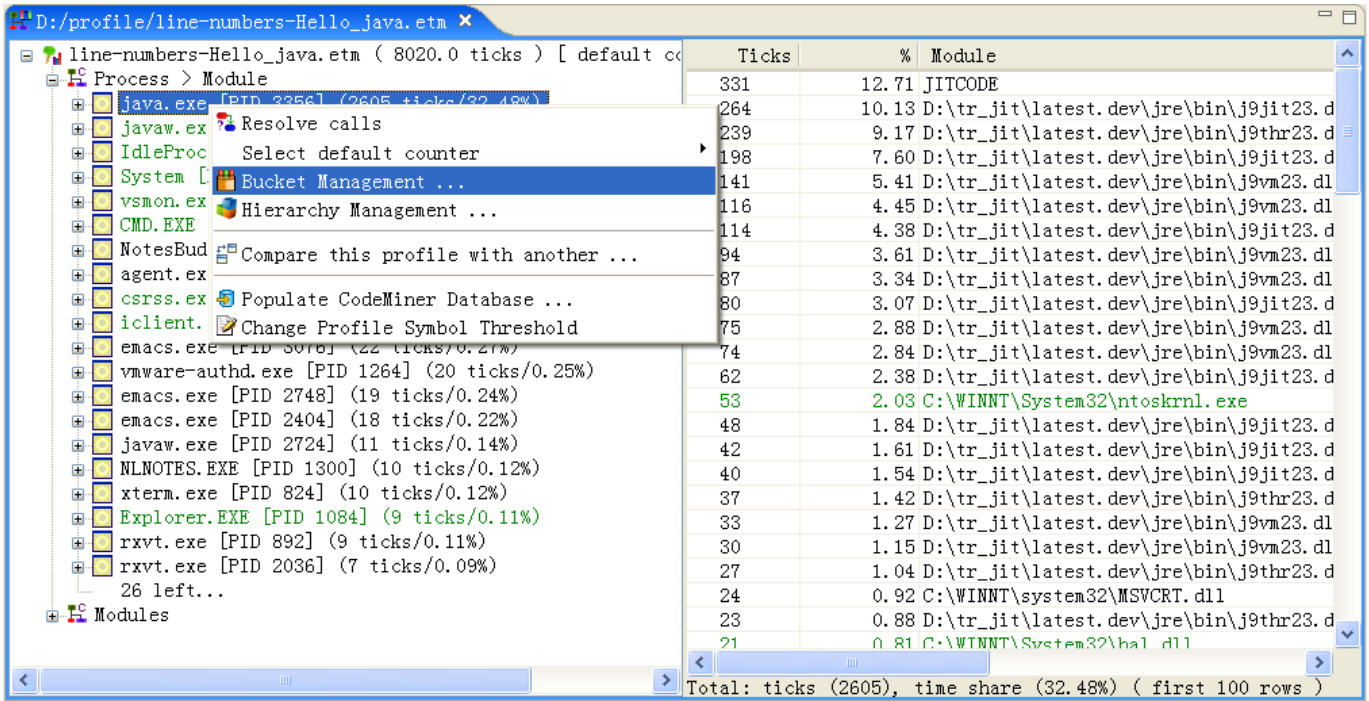 D:/profile/line-numbers-Hello_java.etm
line-numbers-Hello_java.etm ( 8020.0 ticks ) [ default co
Process > Module
java.exe [PID 3356] (2605 ticks/32.48%)
javaw.ex
IdleProc
System [
vsmon.ex
CMD.EXE
NotesBud
agent.ex
csrss.ex
iclient.
emacs.exe [PID 3076] (22 ticks/0.27%)
vmware-authd.exe [PID 1264] (20 ticks/0.25%)
emacs.exe [PID 2748] (19 ticks/0.24%)
emacs.exe [PID 2404] (18 ticks/0.22%)
javaw.exe [PID 2724] (11 ticks/0.14%)
NLNOTES.EXE [PID 1300] (10 ticks/0.12%)
xterm.exe [PID 824] (10 ticks/0.12%)
Explorer.EXE [PID 1084] (9 ticks/0.11%)
rxvt.exe [PID 892] (9 ticks/0.11%)
rxvt.exe [PID 2036] (7 ticks/0.09%)
26 left...
Modules
Resolve calls
Select default counter
Bucket Management ...
Hierarchy Management ...
Compare this profile with another ...
Populate CodeMiner Database ...
Change Profile Symbol Threshold
Ticks % Module
331 12.71 JITCODE
264 10.13 D:\tr_jit\latest.dev\jre\bin\j9jit23.d
239 9.17 D:\tr_jit\latest.dev\jre\bin\j9thr23.d
198 7.60 D:\tr_jit\latest.dev\jre\bin\j9jit23.d
141 5.41 D:\tr_jit\latest.dev\jre\bin\j9vm23.dl
116 4.45 D:\tr_jit\latest.dev\jre\bin\j9vm23.dl
114 4.38 D:\tr_jit\latest.dev\jre\bin\j9jit23.d
94 3.61 D:\tr_jit\latest.dev\jre\bin\j9vm23.dl
87 3.34 D:\tr_jit\latest.dev\jre\bin\j9vm23.dl
80 3.07 D:\tr_jit\latest.dev\jre\bin\j9jit23.d
75 2.88 D:\tr_jit\latest.dev\jre\bin\j9vm23.dl
74 2.84 D:\tr_jit\latest.dev\jre\bin\j9vm23.dl
62 2.38 D:\tr_jit\latest.dev\jre\bin\j9jit23.d
53 2.03 C:\WINNT\System32\ntoskrnl.exe
48 1.84 D:\tr_jit\latest.dev\jre\bin\j9jit23.d
42 1.61 D:\tr_jit\latest.dev\jre\bin\j9jit23.d
40 1.54 D:\tr_jit\latest.dev\jre\bin\j9jit23.d
37 1.42 D:\tr_jit\latest.dev\jre\bin\j9thr23.d
33 1.27 D:\tr_jit\latest.dev\jre\bin\j9vm23.dl
30 1.15 D:\tr_jit\latest.dev\jre\bin\j9vm23.dl
27 1.04 D:\tr_jit\latest.dev\jre\bin\j9thr23.d
24 0.92 C:\WINNT\system32\MSVCRT.dll
23 0.88 D:\tr_jit\latest.dev\jre\bin\j9thr23.d
21 0.81 C:\WINNT\System32\hal.dll
Total: ticks (2605), time share (32.48%) ( first 100 rows )